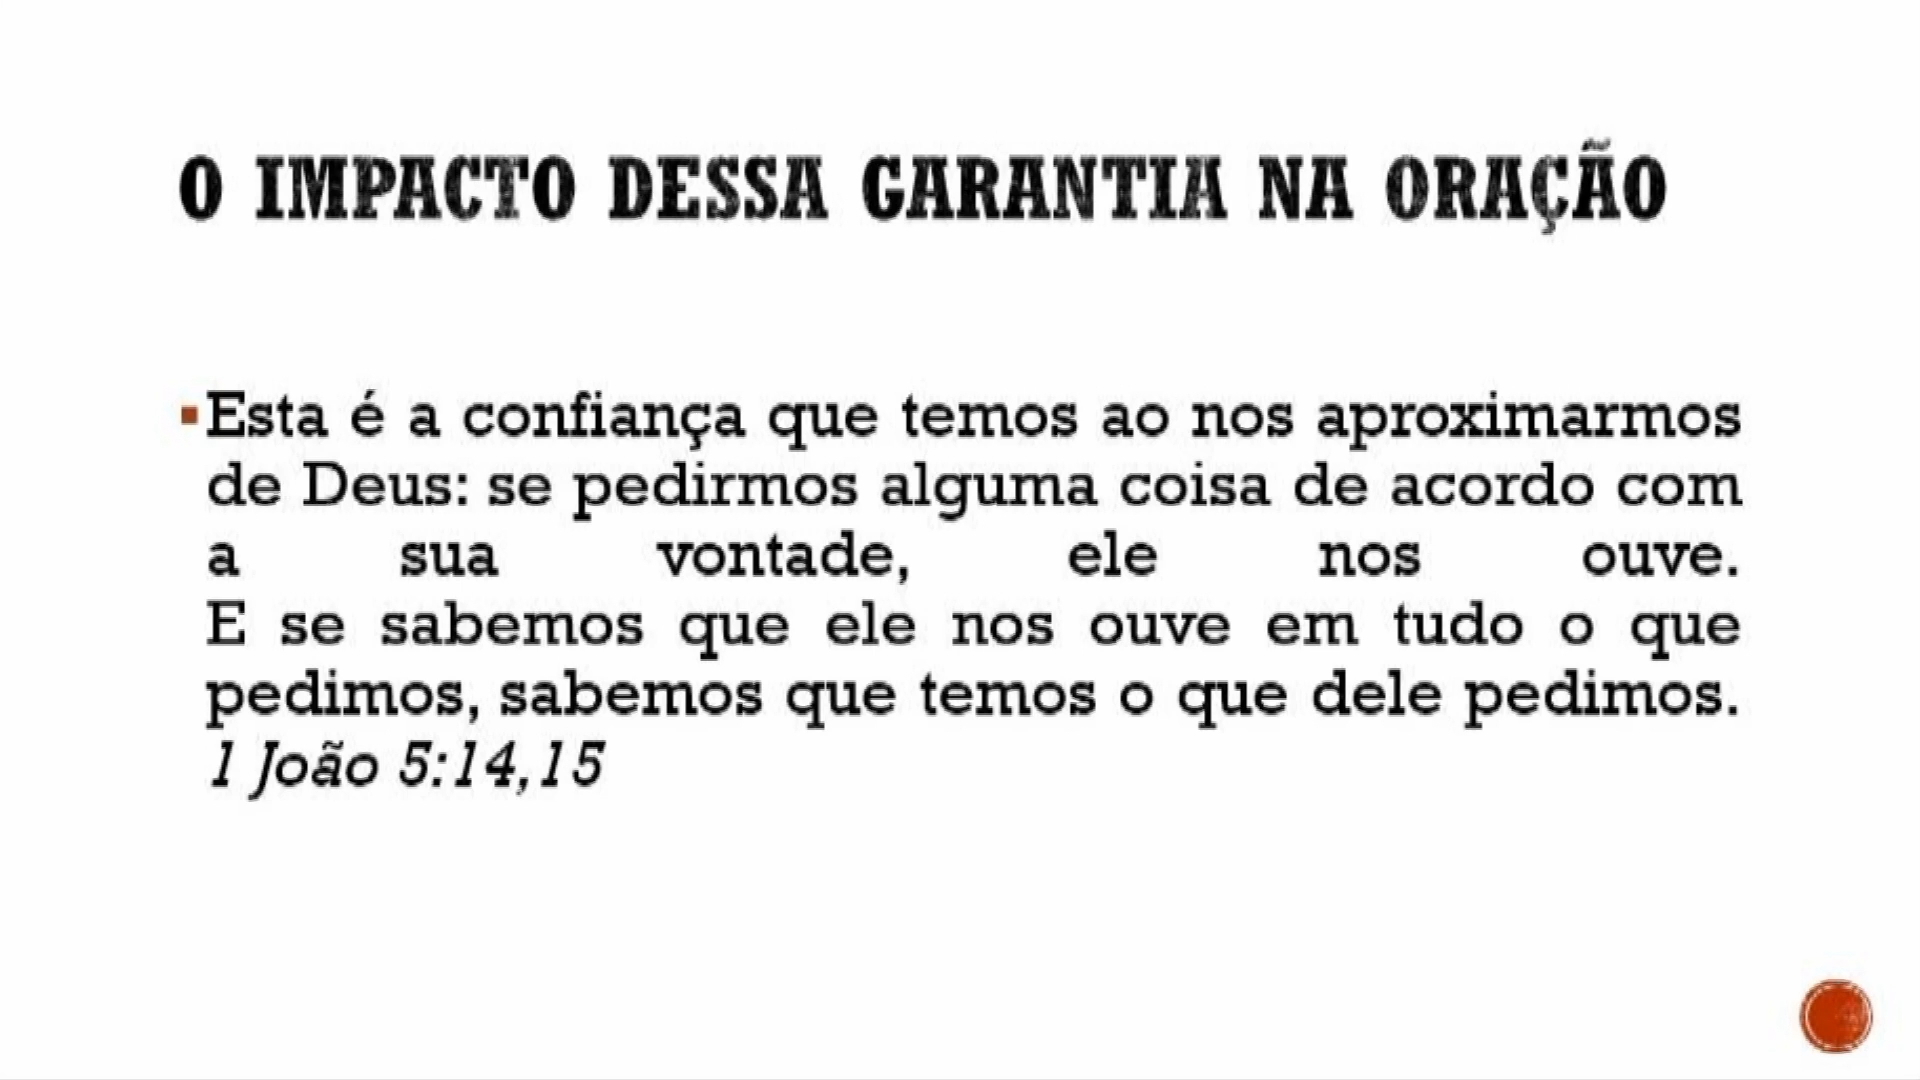 O IMPACTO DESSA GARANTIA NA ORAÇÃO
▪Esta é a confiança que temos ao nos aproximarmos
de Deus: se pedirmos alguma coisa de acordo com
a sua vontade, ele nos ouve.
E se sabemos que ele nos ouve em tudo o que
pedimos, sabemos que temos o que dele pedimos.
1 João 5:14,15